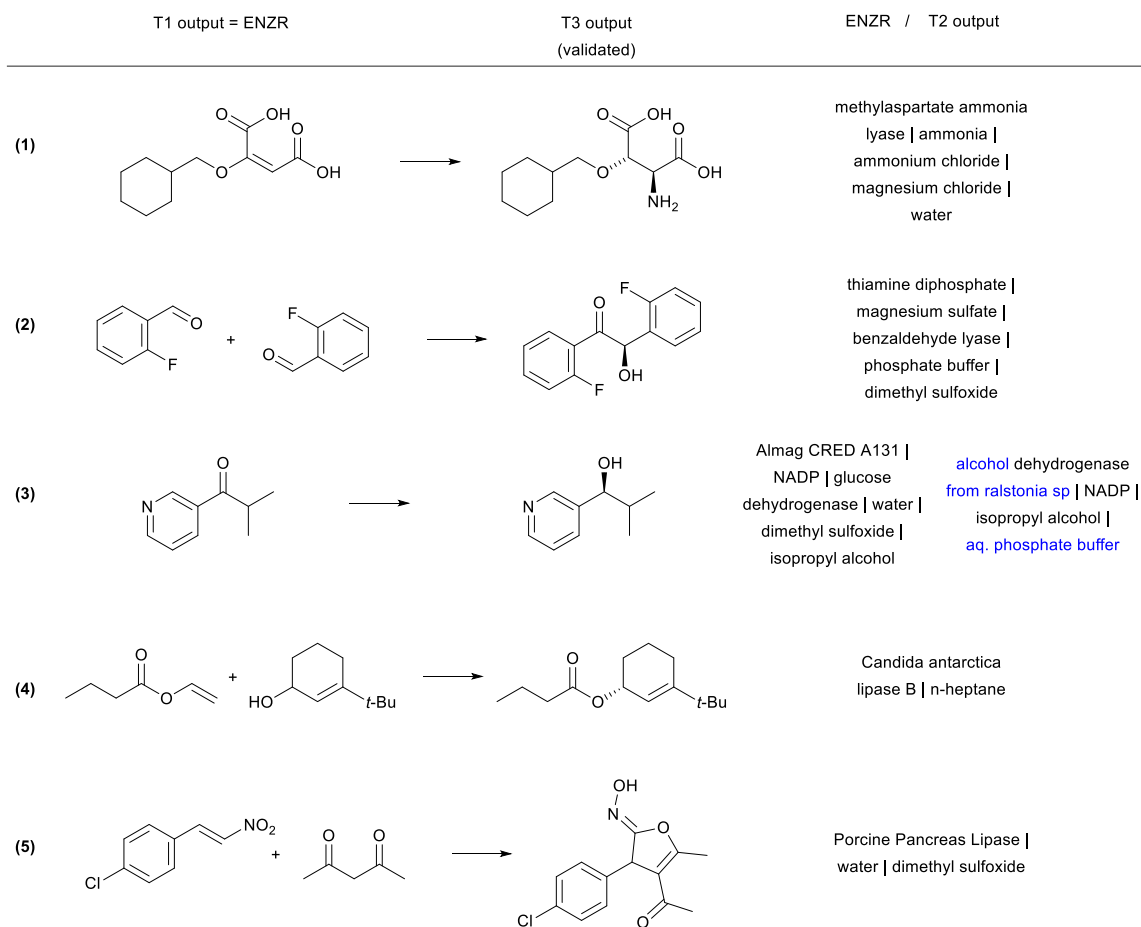 T1 output = ENZR
T3 output
(validated)
ENZR / T2 output
(1)
O
OH
O
OH
O
O
OH
O
OH
O
NH2
methylaspartate ammonia
lyase | ammonia |
ammonium chloride |
magnesium chloride |
water
(2)
O
F
+
F
O
O
F
OH
F
thiamine diphosphate |
magnesium sulfate |
benzaldehyde lyase |
phosphate buffer |
dimethyl sulfoxide
(3)
O
N
OH
N
Almag CRED A131 |
NADP | glucose
dehydrogenase | water |
dimethyl sulfoxide |
isopropyl alcohol
alcohol dehydrogenase
from ralstonia sp | NADP |
isopropyl alcohol |
aq. phosphate buffer
(4)
O
O
+
HO
t-Bu
O
O
t-Bu
Candida antarctica
lipase B | n-heptane
(5)
NO2
Cl
+
O
O
OH
N
O
Cl
O
Porcine Pancreas Lipase |
water | dimethyl sulfoxide